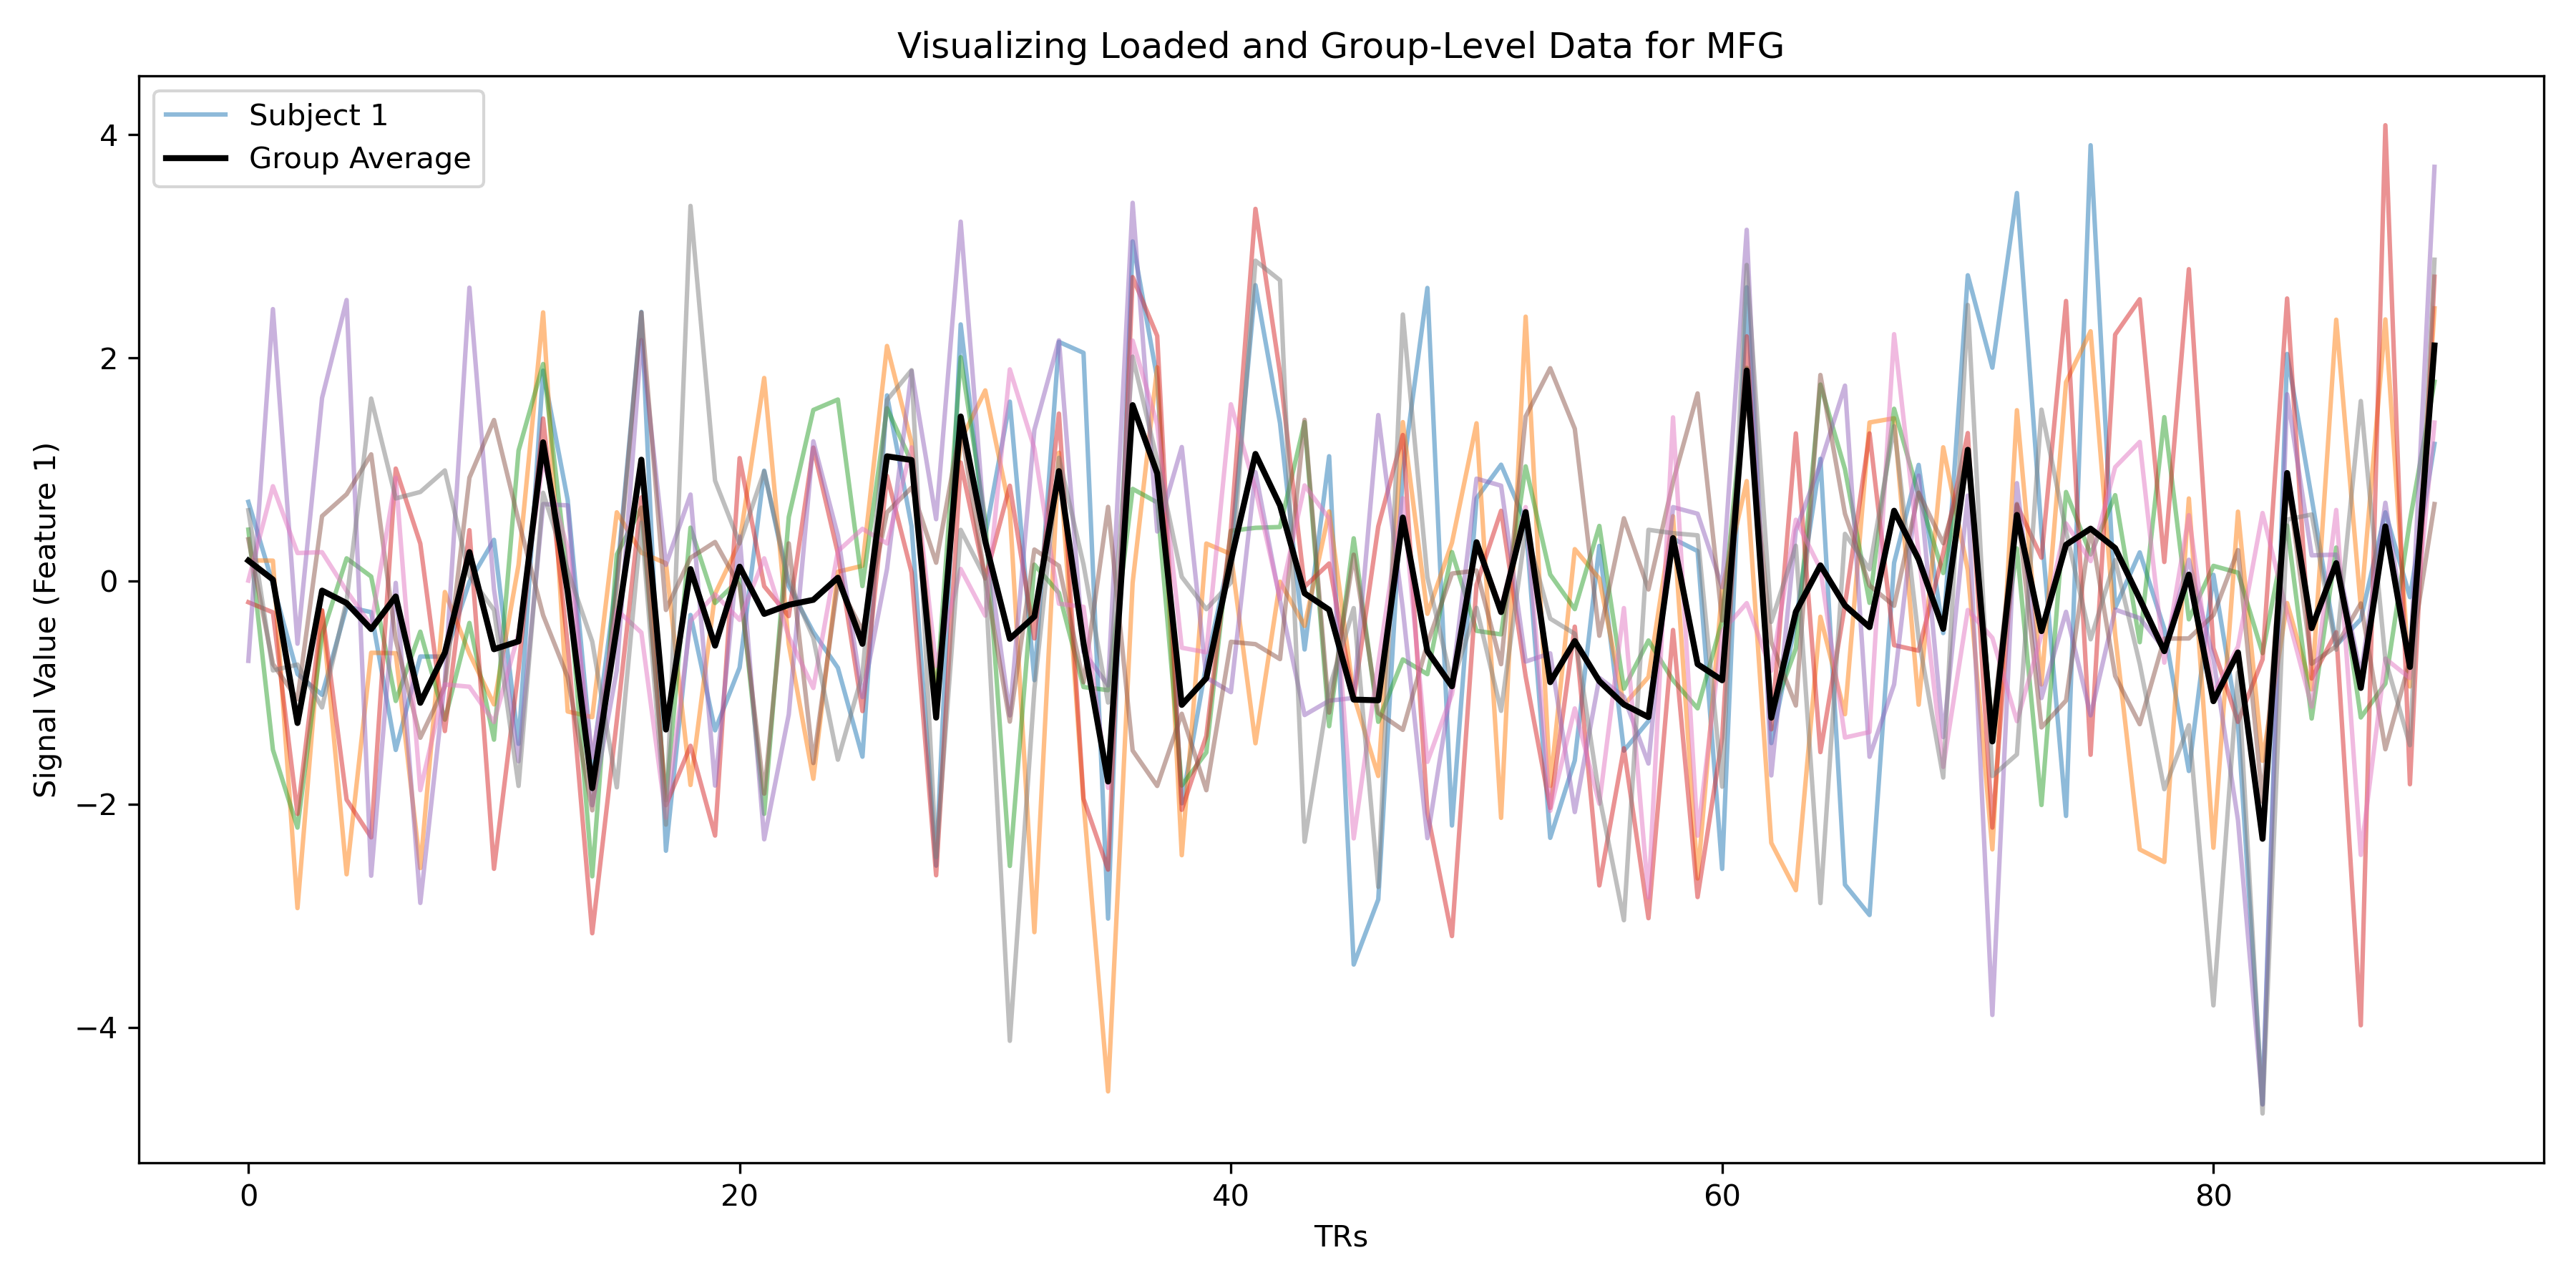 Visualizing Loaded and Group-Level Data for MFG
Subject 1
Group Average
Signal Value (Feature 1)
4
2
0
−2
−4
0 20 40 60 80
TRs